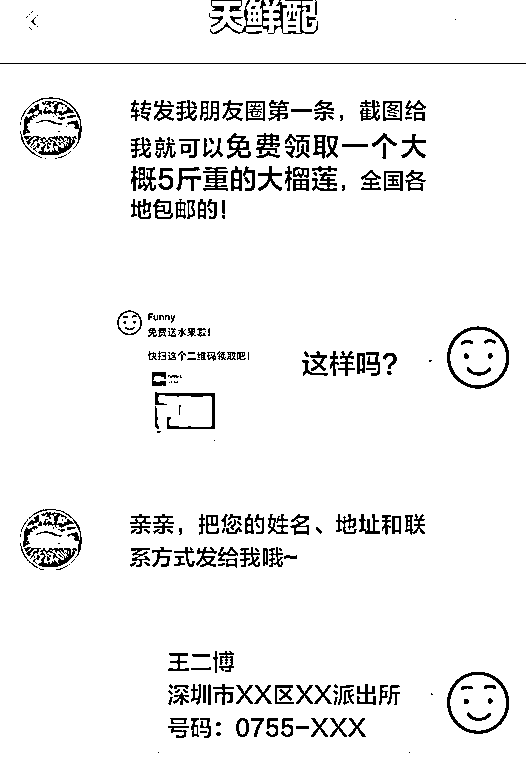 天鲜配
转发我朋友圈第一条，截图给
我就可以免费领取一个大
概5斤重的大榴莲，全国各
地包邮的！
Funny
免费送水果啦！
快扫这个二维码领取吧！
这样吗？
亲亲，把您的姓名、地址和联
系方式发给我哦~
王二博
深圳市XX区XX派出所
号码：0755-XXX